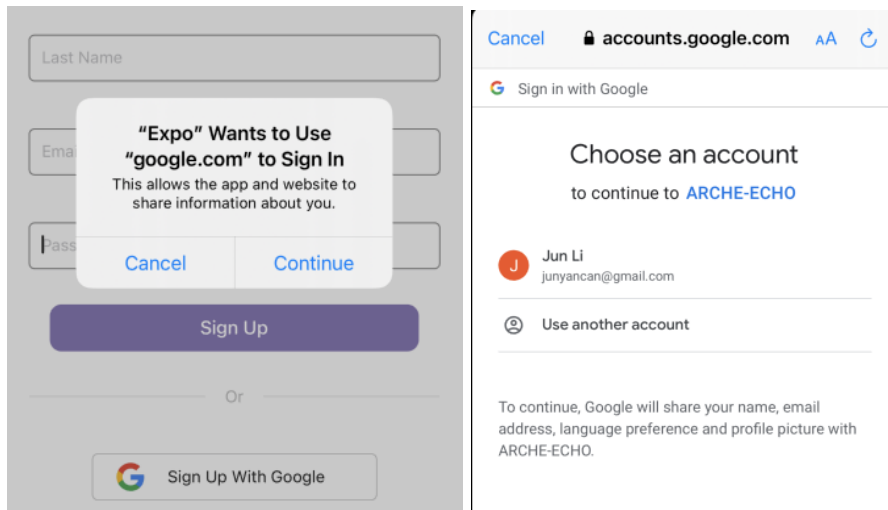 Last Name
“Expo” Wants to Use
“google.com” to Sign In
This allows the app and website to
share information about you.
Emai
Pass
Cancel
Continue
Sign Up
Or
Sign Up With Google
Cancel
accounts.google.com
AA
Sign in with Google
Choose an account
to continue to ARCHE-ECHO
J
Jun Li
junyancan@gmail.com
Use another account
To continue, Google will share your name, email
address, language preference and profile picture with
ARCHE-ECHO.